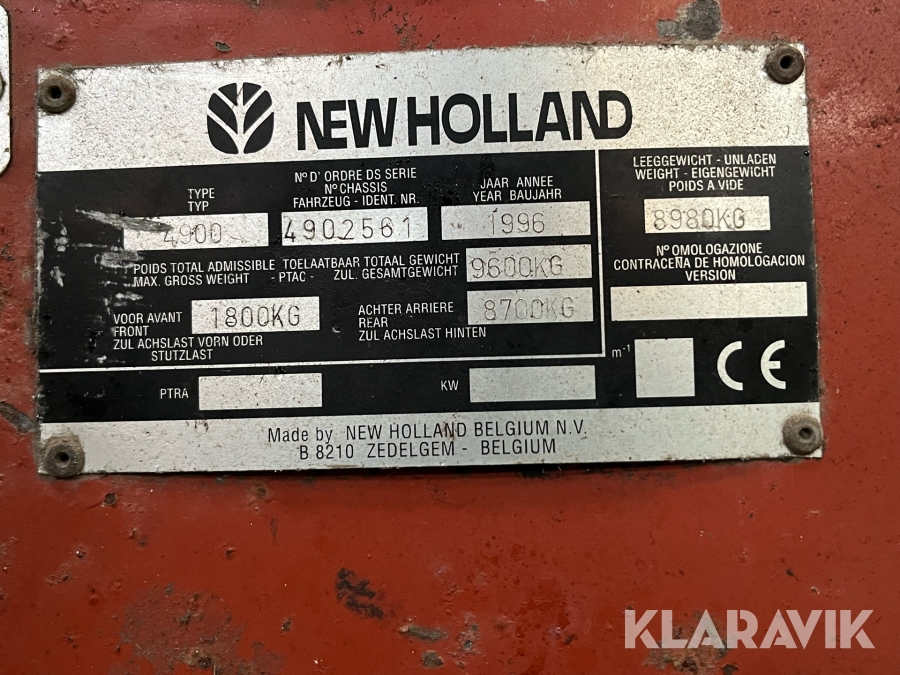 NEW HOLLAND
TYPE
TYP
4900
N° D' ORDRE DS SERIE
N° CHASSIS
FAHRZEUG - IDENT. NR.
4902561
JAAR ANNEE
YEAR BAUJAHR
1996
LEEGGEWICHT - UNLADEN
WEIGHT - EIGENGEWICHT
POIDS A VIDE
8980KG
POIDS TOTAL ADMISSIBLE TOELAATBAAR TOTAAL GEWICHT
MAX. GROSS WEIGHT - PTAC - ZUL. GESAMTGEWICHT
9600KG
N° OMOLOGAZIONE
CONTRACEÑA DE HOMOLOGACION
VERSION
VOOR AVANT
FRONT
ZUL ACHSLAST VORN ODER
STUTZLAST
1800KG
ACHTER ARRIERE
REAR
ZUL ACHSLAST HINTEN
8700KG
PTRA
KW
m⁻¹
CE
Made by NEW HOLLAND BELGIUM N.V.
B 8210 ZEDELGEM - BELGIUM
KLARAVIK